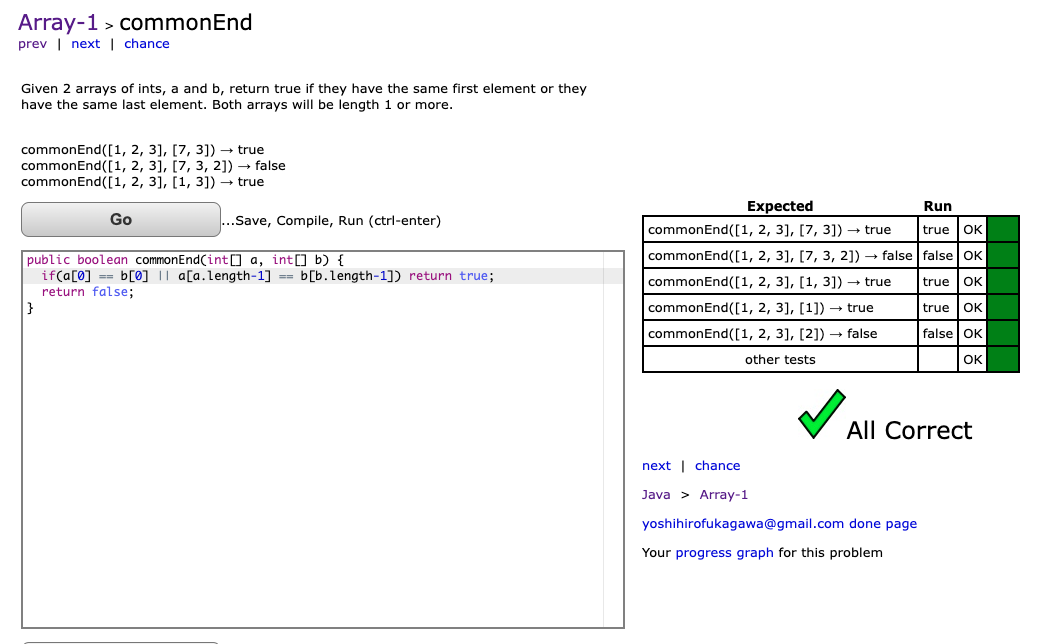 Array-1 > commonEnd
prev | next | chance
Given 2 arrays of ints, a and b, return true if they have the same first element or they
have the same last element. Both arrays will be length 1 or more.
commonEnd([1, 2, 3], [7, 3]) → true
commonEnd([1, 2, 3], [7, 3, 2]) → false
commonEnd([1, 2, 3], [1, 3]) → true
Go
...Save, Compile, Run (ctrl-enter)
public boolean commonEnd(int[] a, int[] b) {
  if(a[0] == b[0] || a[a.length-1] == b[b.length-1]) return true;
  return false;
}
Expected Run
commonEnd([1, 2, 3], [7, 3]) → true true OK
commonEnd([1, 2, 3], [7, 3, 2]) → false false OK
commonEnd([1, 2, 3], [1, 3]) → true true OK
commonEnd([1, 2, 3], [1]) → true true OK
commonEnd([1, 2, 3], [2]) → false false OK
other tests OK
All Correct
next | chance
Java > Array-1
yoshihirofukagawa@gmail.com done page
Your progress graph for this problem